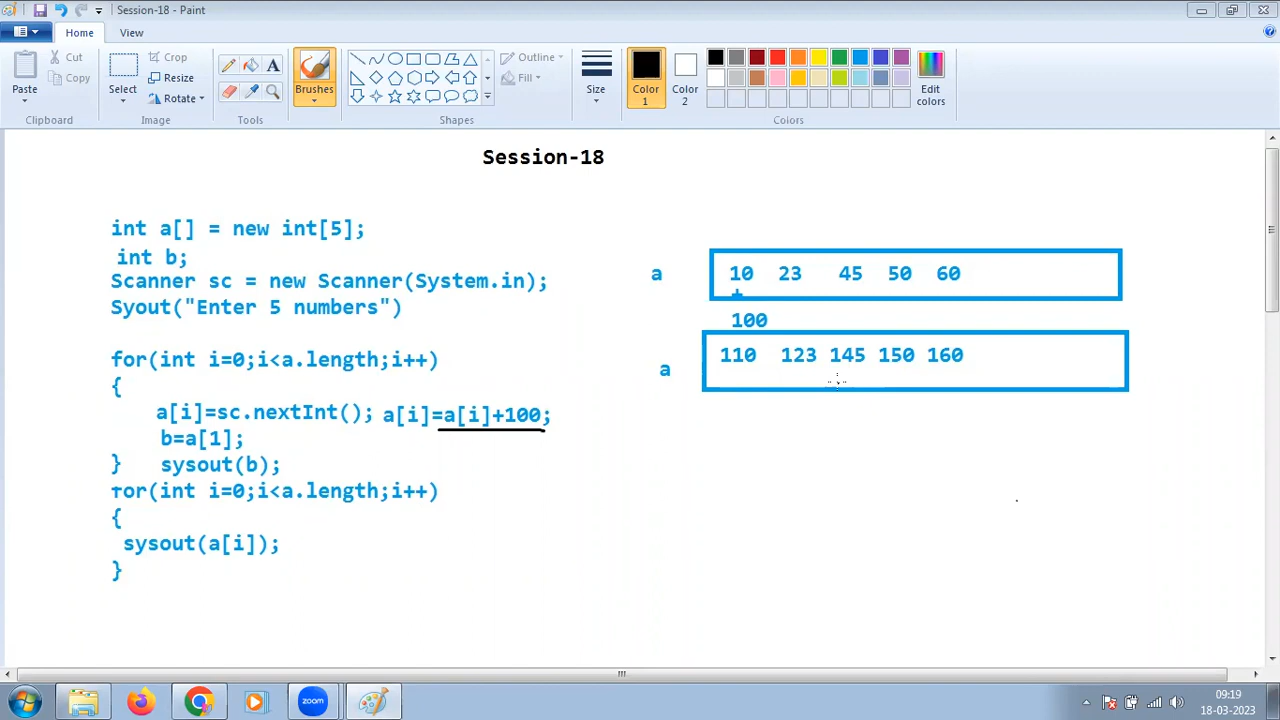 Session-18 - Paint
Home View
Cut
Copy
Paste
Clipboard
Select
Crop
Resize
Rotate
Image
Tools
Brushes
Shapes
Outline
Fill
Size
Color 1
Color 2
Edit colors
Colors
Session-18
int a[] = new int[5];
int b;
Scanner sc = new Scanner(System.in);
Syout("Enter 5 numbers")
for(int i=0;i<a.length;i++)
{
a[i]=sc.nextInt(); a[i]=a[i]+100;
b=a[1];
} sysout(b);
for(int i=0;i<a.length;i++)
{
sysout(a[i]);
}
a 10 23 45 50 60
+
100
a 110 123 145 150 160
zoom
09:19
18-03-2023